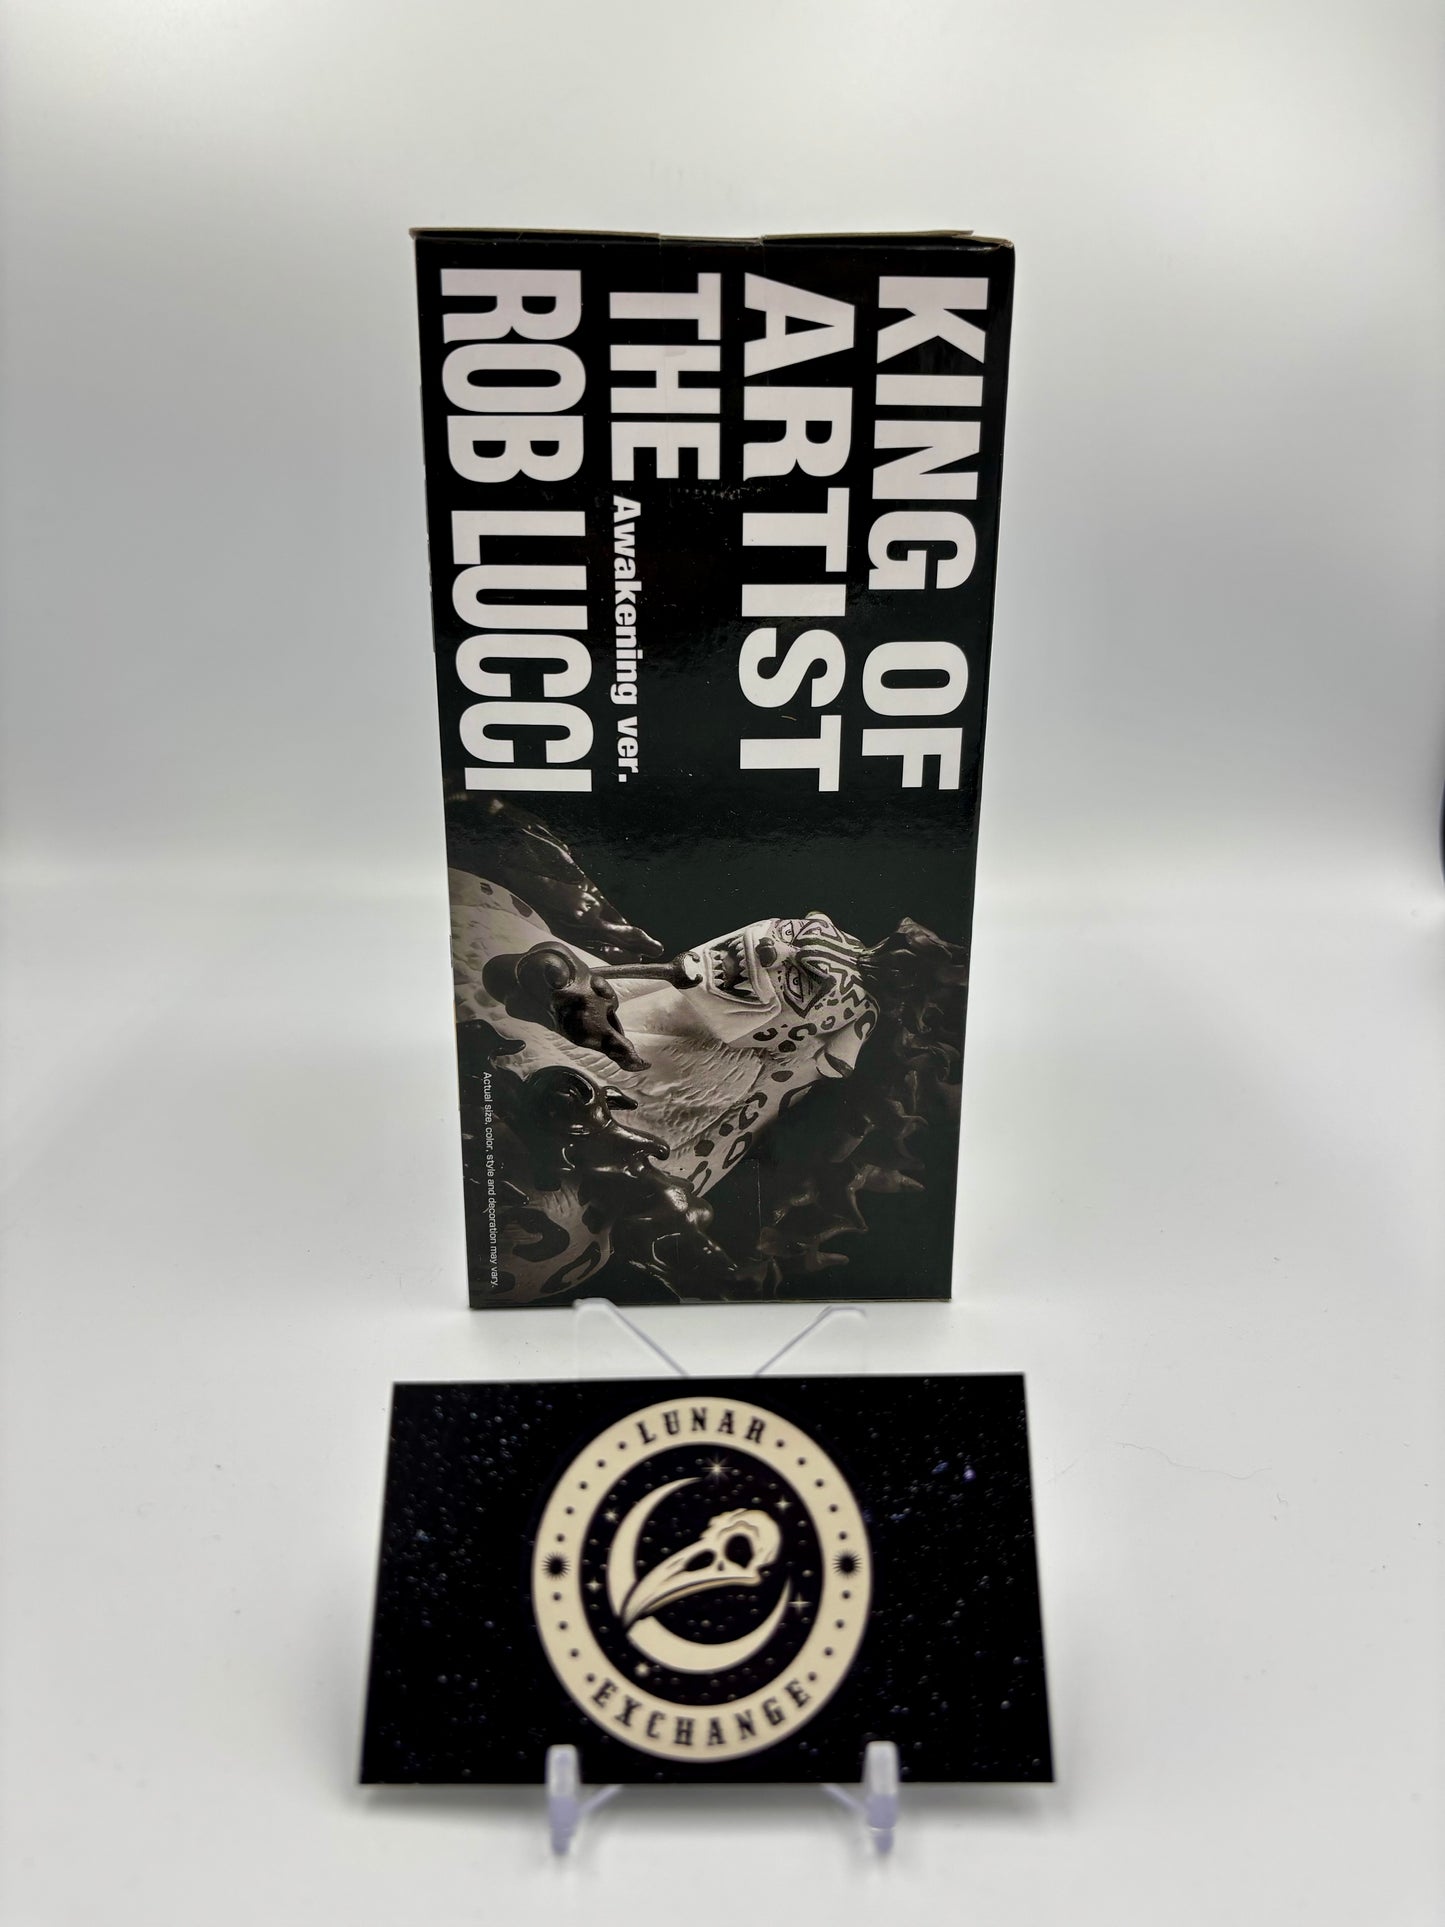 KING OF
ARTIST
THE Awakening ver.
ROB LUCCI
Actual size, color, style and decoration may vary.
LUNAR
EXCHANGE